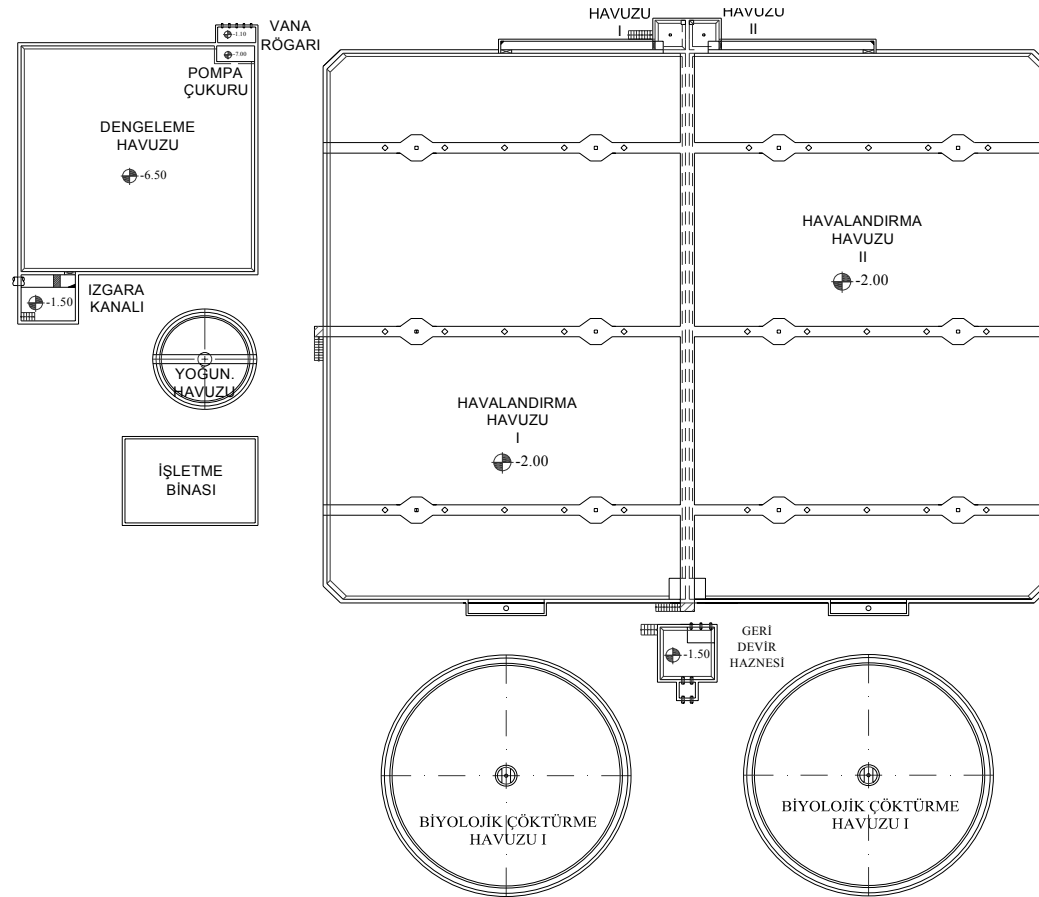 HAVUZU
I
HAVUZU
II
VANA
RÖGARI
-1.10
-7.00
POMPA
ÇUKURU
DENGELEME
HAVUZU
-6.50
IZGARA
KANALI
-1.50
YOĞUN.
HAVUZU
İŞLETME
BİNASI
HAVALANDIRMA
HAVUZU
II
-2.00
HAVALANDIRMA
HAVUZU
I
-2.00
GERİ
DEVİR
HAZNESİ
-1.50
BİYOLOJİK ÇÖKTÜRME
HAVUZU I
BİYOLOJİK ÇÖKTÜRME
HAVUZU I